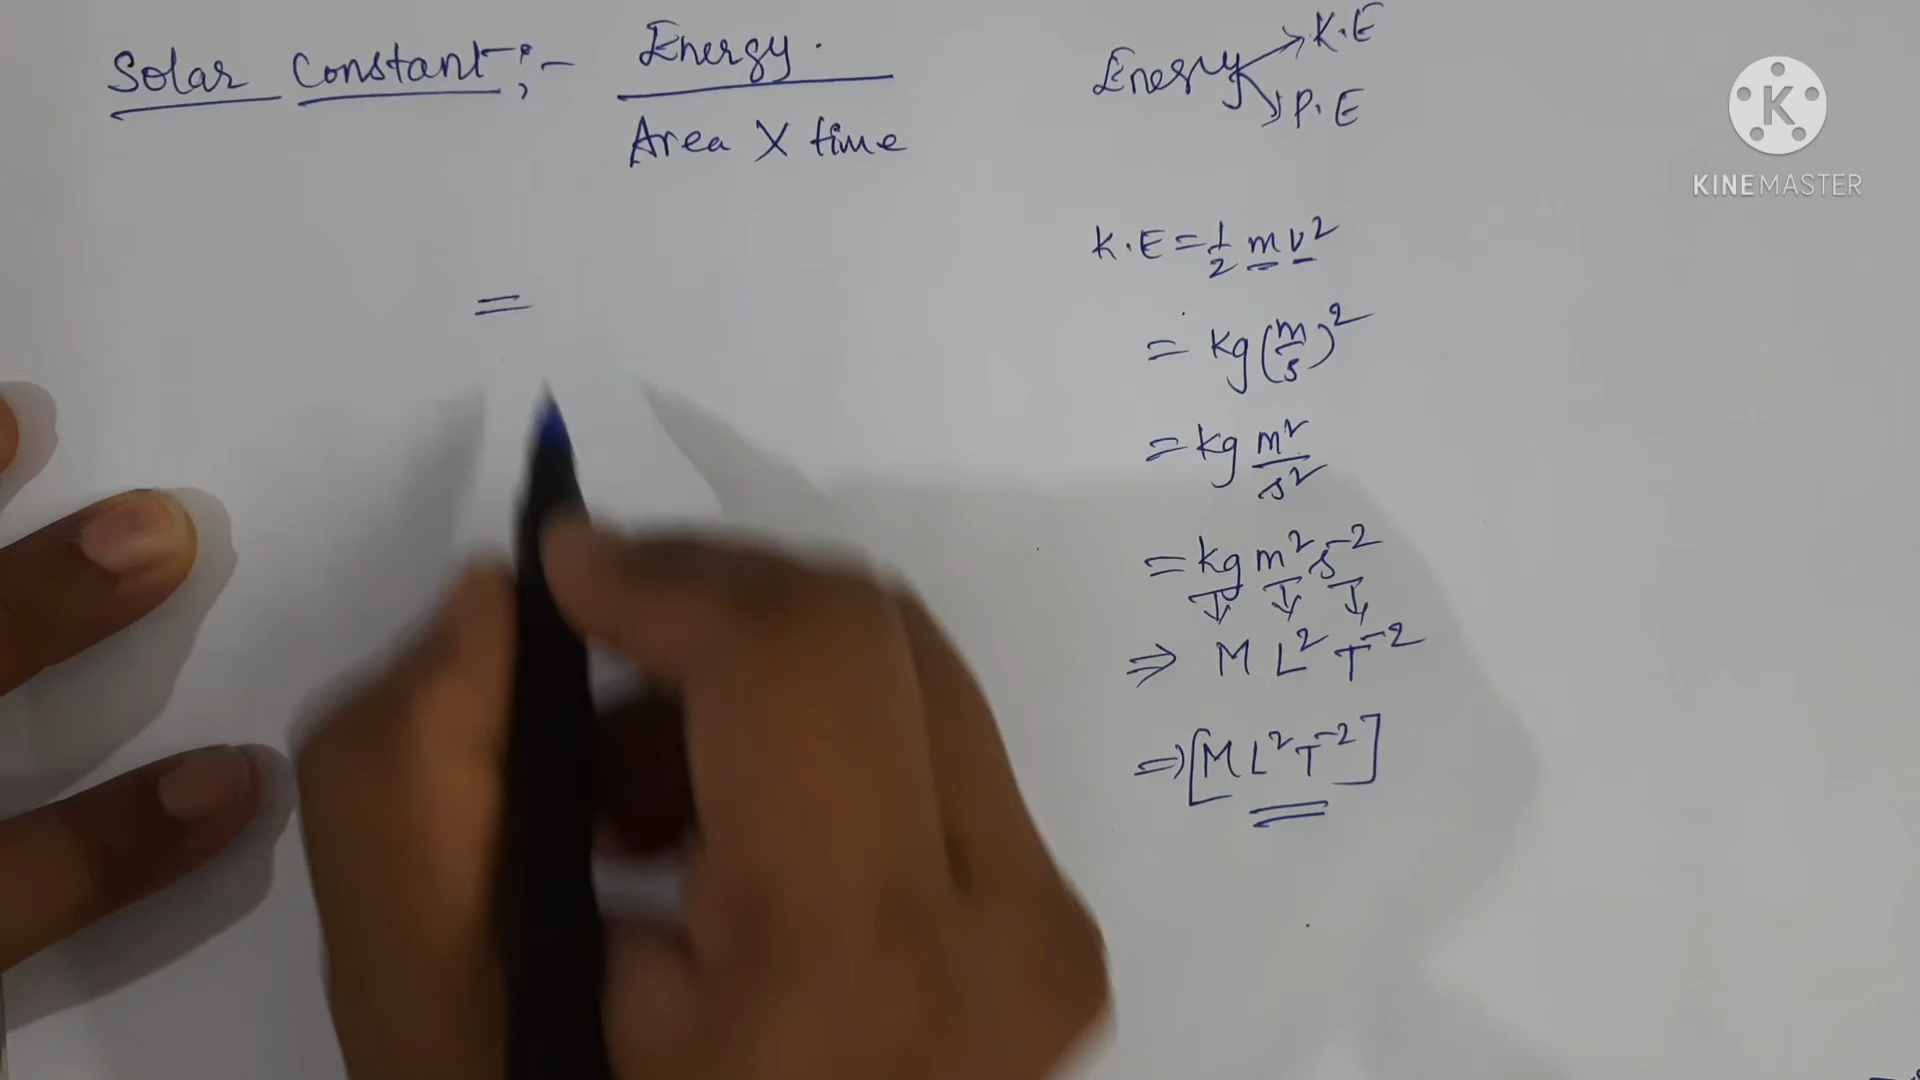 Solar Constant :- Energy.
Area X time
=
Energy K.E
P.E
K.E = 1/2 mv²
= kg (m/s)²
= kg m²/s²
= kg m² s⁻²
⇒ M L² T⁻²
⇒ [M L² T⁻²]
K
KINEMASTER